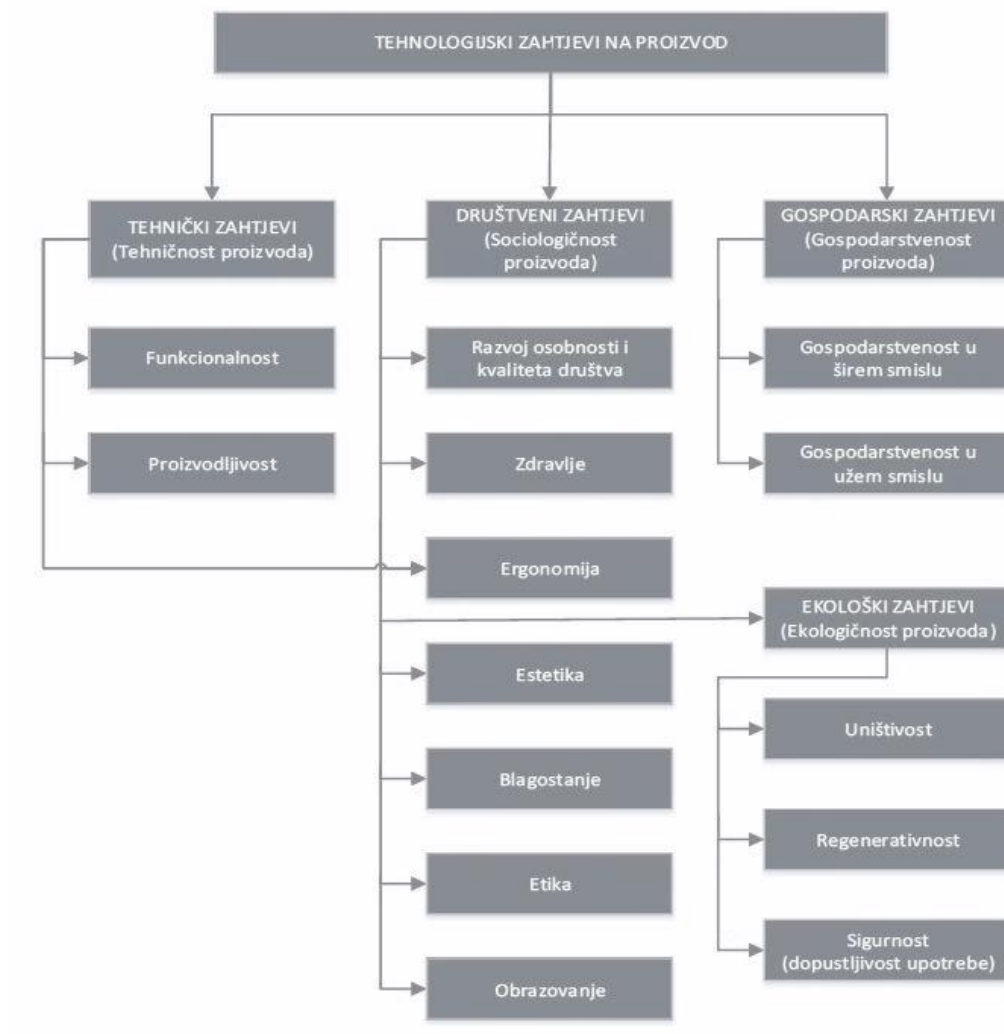 TEHNOLOGIJSKI ZAHTJEVI NA PROIZVOD
TEHNIČKI ZAHTJEVI
(Tehničnost proizvoda)
Funkcionalnost
Proizvodljivost
DRUŠTVENI ZAHTJEVI
(Sociologičnost
proizvoda)
Razvoj osobnosti i
kvaliteta društva
Zdravlje
Ergonomija
Estetika
Blagostanje
Etika
Obrazovanje
GOSPODARSKI ZAHTJEVI
(Gospodarstvenost
proizvoda)
Gospodarstvenost u
širem smislu
Gospodarstvenost u
užem smislu
EKOLOŠKI ZAHTJEVI
(Ekologičnost proizvoda)
Uništivost
Regenerativnost
Sigurnost
(dopustljivost upotrebe)